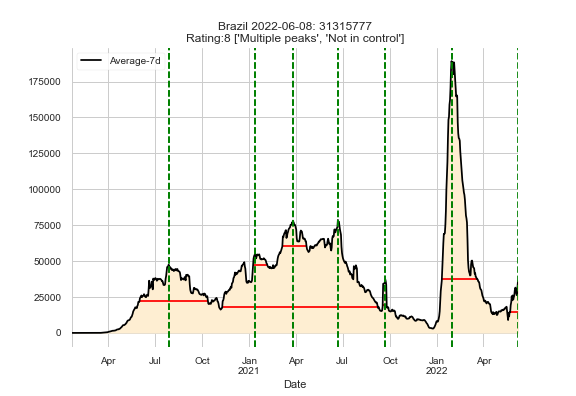 Brazil 2022-06-08: 31315777
Rating:8 ['Multiple peaks', 'Not in control']
Average-7d
175000
150000
125000
100000
75000
50000
25000
0
Apr Jul Oct Jan Apr Jul Oct Jan Apr
2021 2022
Date